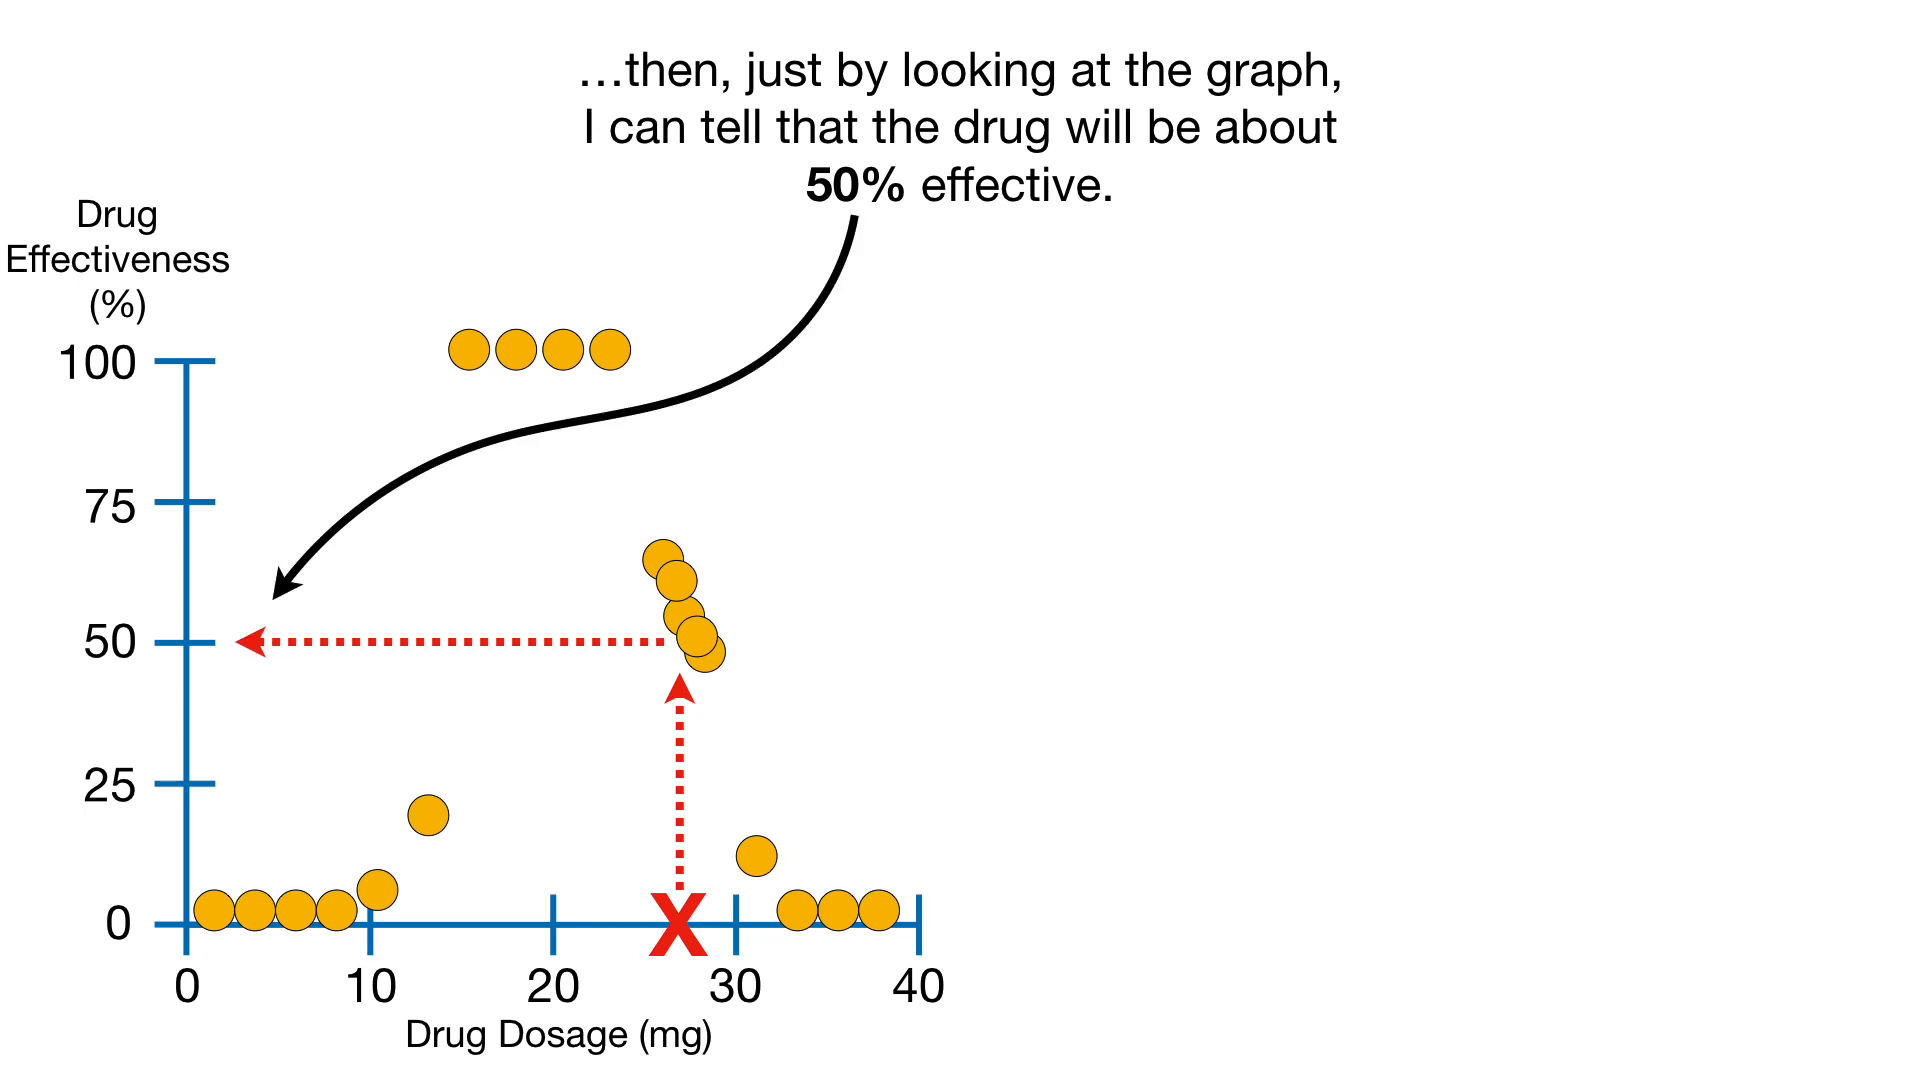 …then, just by looking at the graph,
I can tell that the drug will be about
50% effective.
Drug
Effectiveness
(%)
100
75
50
25
0
X
0 10 20 30 40
Drug Dosage (mg)